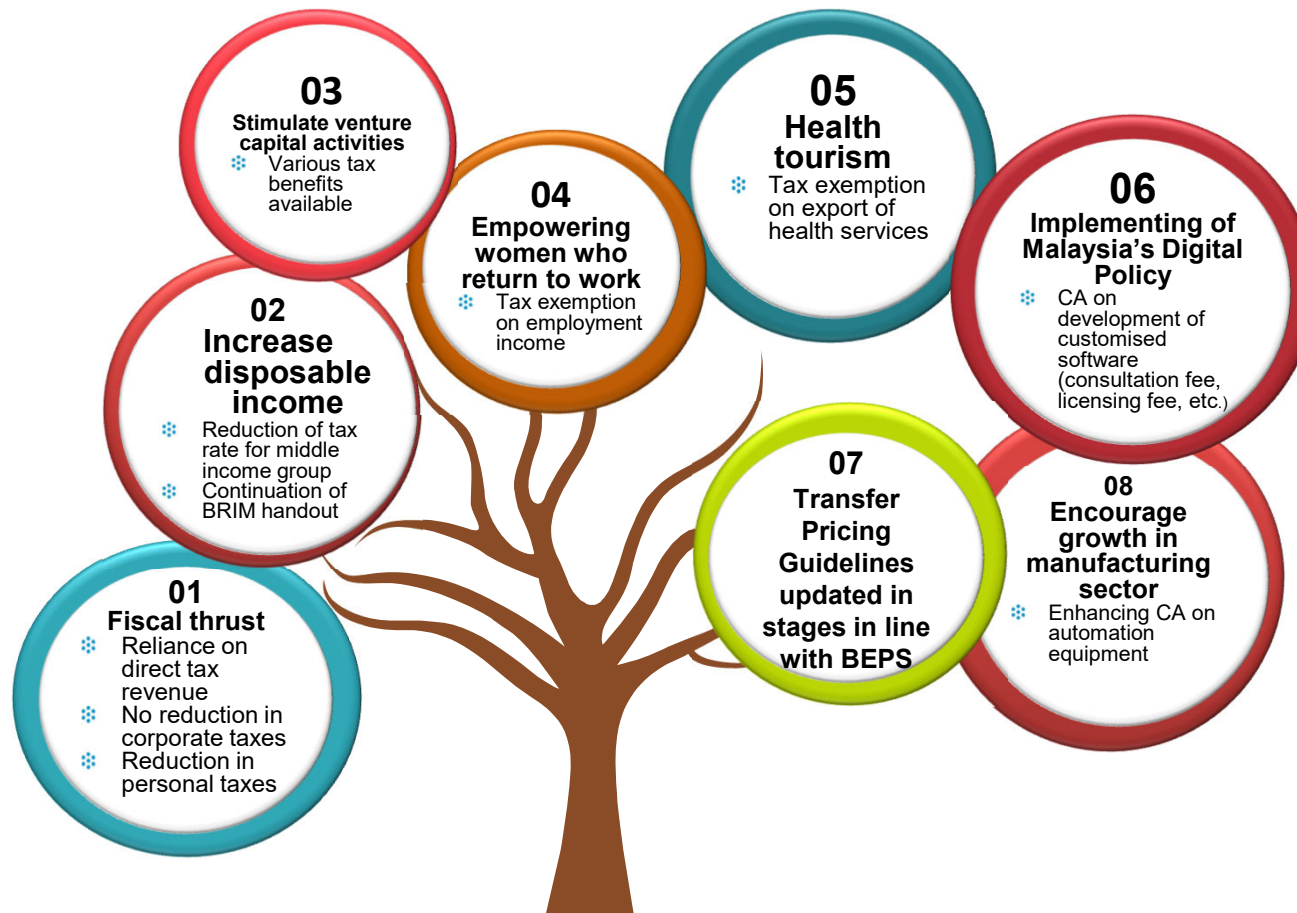 01
Fiscal thrust
Reliance on
direct tax
revenue
No reduction in
corporate taxes
Reduction in
personal taxes
02
Increase
disposable
income
Reduction of tax
rate for middle
income group
Continuation of
BRIM handout
03
Stimulate venture
capital activities
Various tax
benefits
available
04
Empowering
women who
return to work
Tax exemption
on employment
income
05
Health
tourism
Tax exemption
on export of
health services
06
Implementing of
Malaysia’s Digital
Policy
CA on
development of
customised
software
(consultation fee,
licensing fee, etc.)
07
Transfer
Pricing
Guidelines
updated in
stages in line
with BEPS
08
Encourage
growth in
manufacturing
sector
Enhancing CA on
automation
equipment